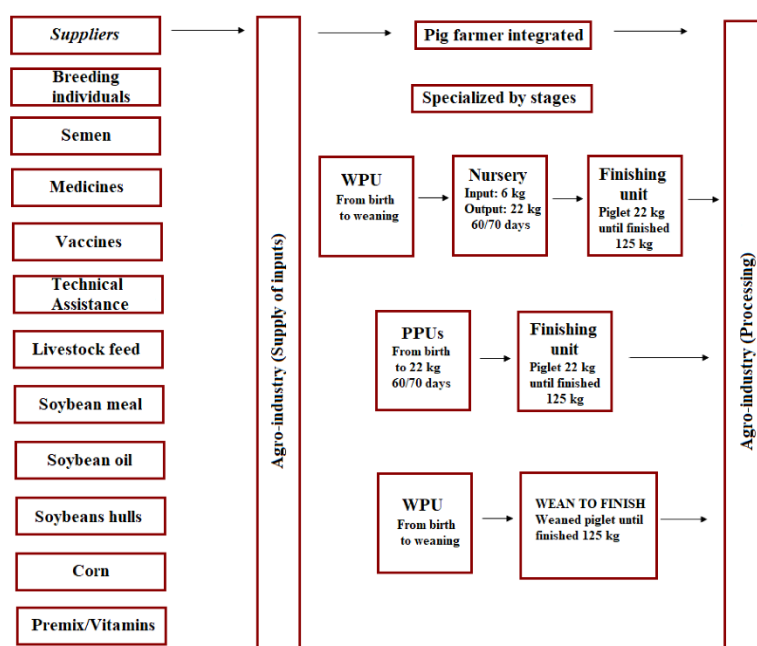 Suppliers
Breeding
individuals
Semen
Medicines
Vaccines
Technical
Assistance
Livestock feed
Soybean meal
Soybean oil
Soybeans hulls
Corn
Premix/Vitamins
Agro-industry (Supply of inputs)
Pig farmer integrated
Specialized by stages
WPU
From birth
to weaning
Nursery
Input: 6 kg
Output: 22 kg
60/70 days
Finishing
unit
Piglet 22 kg
until finished
125 kg
PPUs
From birth
to 22 kg
60/70 days
Finishing
unit
Piglet 22 kg
until finished
125 kg
WPU
From birth
to weaning
WEAN TO FINISH
Weaned piglet until
finished 125 kg
Agro-industry (Processing)